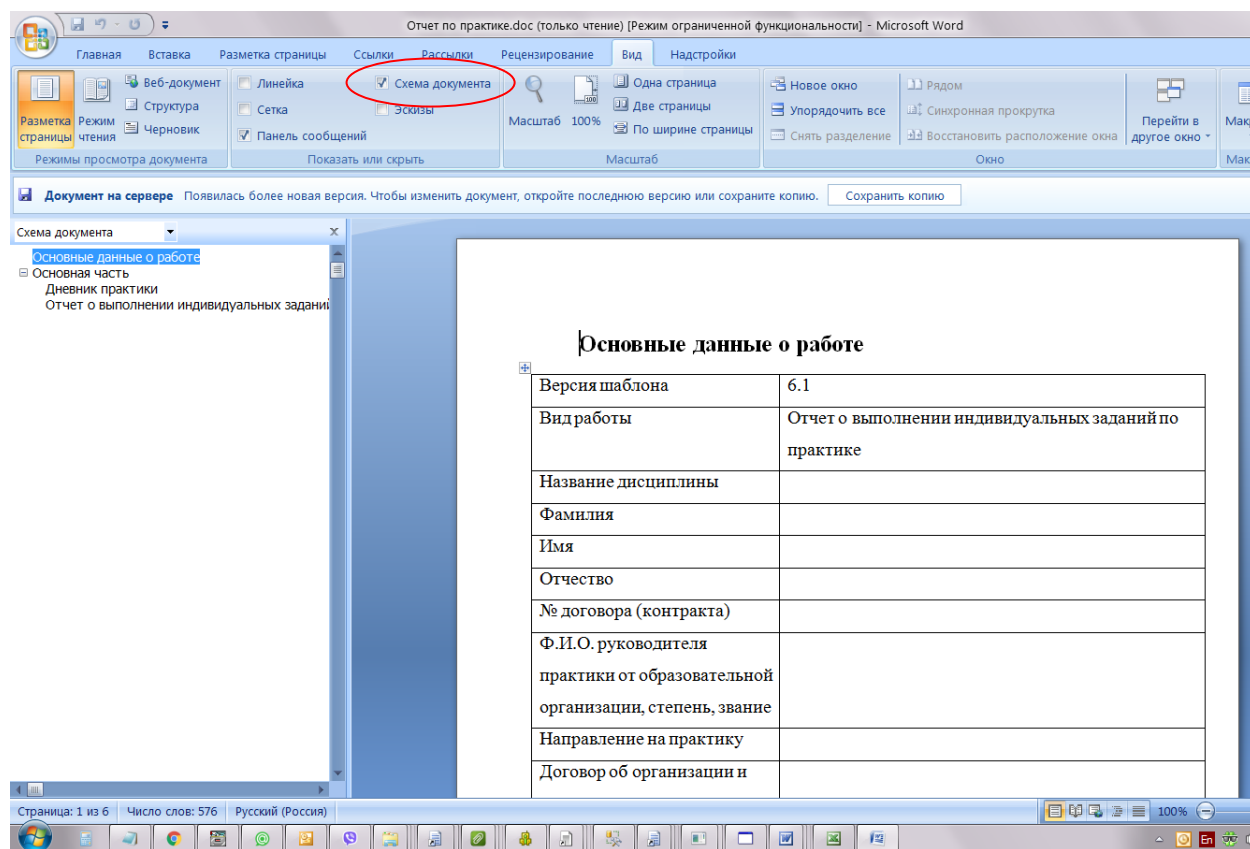 Отчет по практике.doc (только чтение) [Режим ограниченной функциональности] - Microsoft Word
Главная Вставка Разметка страницы Ссылки Рассылки Рецензирование Вид Надстройки
Разметка страницы
Режим чтения
Веб-документ
Структура
Черновик
Режимы просмотра документа
Линейка
Сетка
Панель сообщений
Схема документа
Эскизы
Показать или скрыть
Масштаб
100
100%
Одна страница
Две страницы
По ширине страницы
Масштаб
Новое окно
Упорядочить все
Снять разделение
Рядом
Синхронная прокрутка
Восстановить расположение окна
Перейти в
другое окно
Окно
Документ на сервере Появилась более новая версия. Чтобы изменить документ, откройте последнюю версию или сохраните копию. Сохранить копию
Схема документа
Основные данные о работе
Основная часть
Дневник практики
Отчет о выполнении индивидуальных заданий
Основные данные о работе
Версия шаблона 6.1
Вид работы Отчет о выполнении индивидуальных заданий по
практике
Название дисциплины
Фамилия
Имя
Отчество
№ договора (контракта)
Ф.И.О. руководителя
практики от образовательной
организации, степень, звание
Направление на практику
Договор об организации и
Страница: 1 из 6 Число слов: 576 Русский (Россия) 100%
En